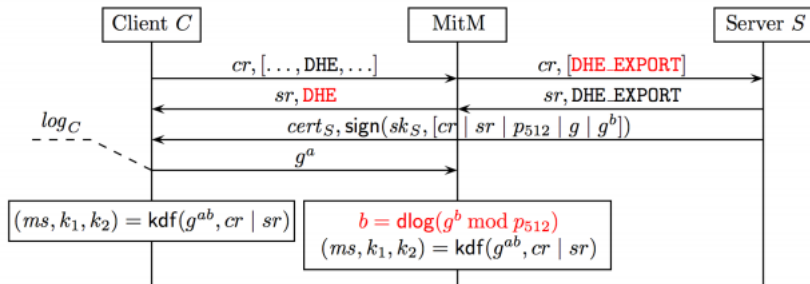 Client C MitM Server S
cr, [..., DHE, ...] cr, [DHE_EXPORT]
sr, DHE sr, DHE_EXPORT
log_C cert_S, sign(sk_S, [cr | sr | p_512 | g | g^b])
g^a
(ms, k_1, k_2) = kdf(g^{ab}, cr | sr) b = dlog(g^b mod p_512)
(ms, k_1, k_2) = kdf(g^{ab}, cr | sr)